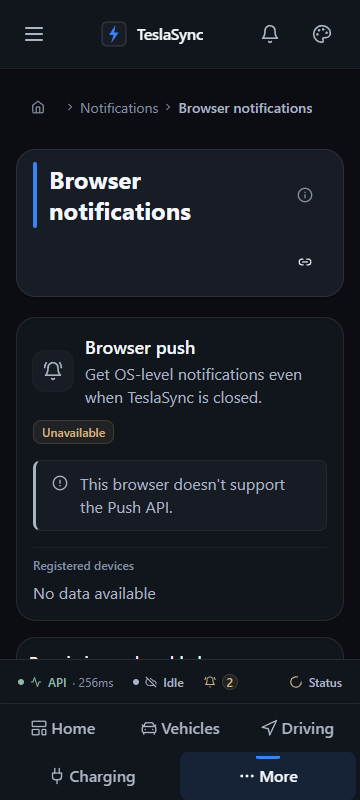 TeslaSync
Notifications > Browser notifications
Browser
notifications
Browser push
Get OS-level notifications even
when TeslaSync is closed.
Unavailable
This browser doesn't support
the Push API.
Registered devices
No data available
API · 256ms
Idle
2
Status
Home
Vehicles
Driving
Charging
More